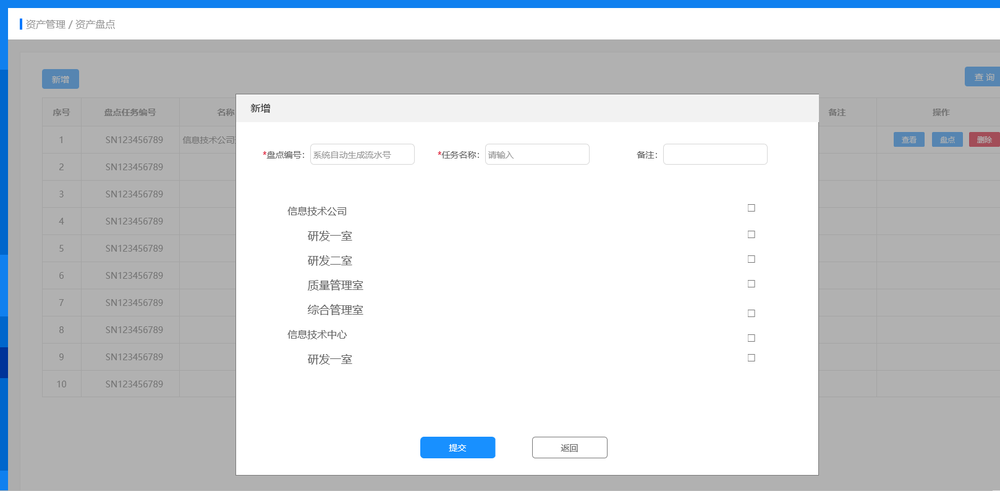 资产管理 / 资产盘点
新增
查 询
序号 盘点任务编号 名称 备注 操作
1 SN123456789 信息技术公司 查看 盘点 删除
2 SN123456789
3 SN123456789
4 SN123456789
5 SN123456789
6 SN123456789
7 SN123456789
8 SN123456789
9 SN123456789
10 SN123456789
新增
*盘点编号: 系统自动生成流水号 *任务名称: 请输入 备注:
信息技术公司
研发一室
研发二室
质量管理室
综合管理室
信息技术中心
研发一室
提交 返回